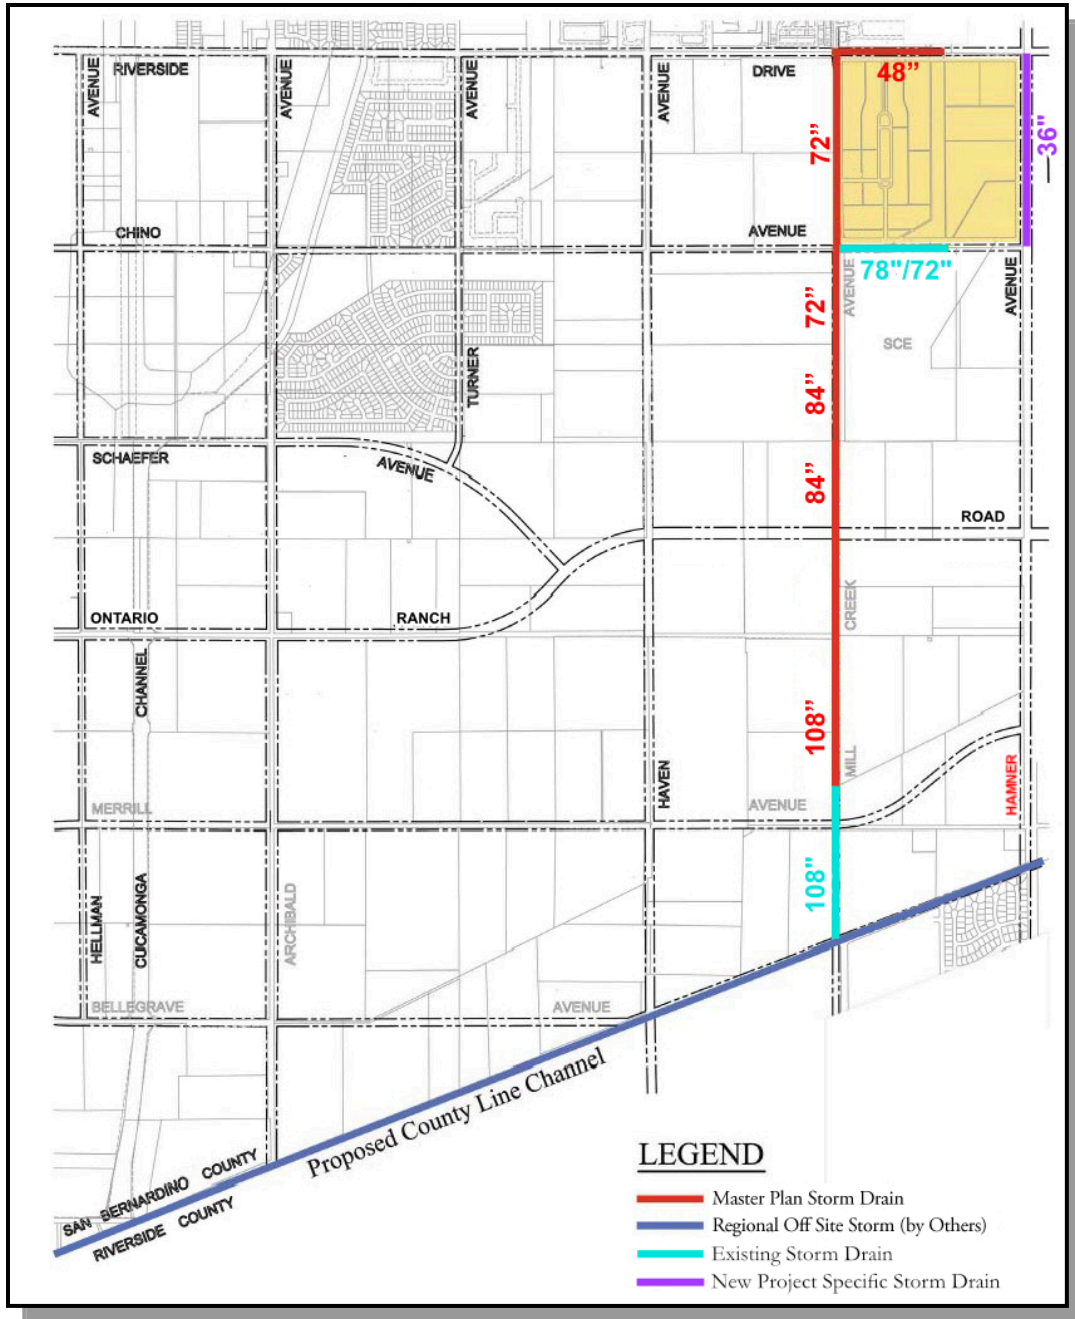 48”
RIVERSIDE
DRIVE
AVENUE
AVENUE
AVENUE
AVENUE
72”
36"
CHINO
AVENUE
78"/72"
AVENUE
AVENUE
72”
SCE
TURNER
84”
SCHAEFER
AVENUE
84”
ROAD
ONTARIO
RANCH
CREEK
CHANNEL
108”
MILL
HAVEN
HAMNER
MERRILL
AVENUE
108"
HELLMAN
CUCAMONGA
ARCHIBALD
BELLEGRAVE
AVENUE
Proposed County Line Channel
SAN BERNARDINO COUNTY
RIVERSIDE COUNTY
LEGEND
Master Plan Storm Drain
Regional Off Site Storm (by Others)
Existing Storm Drain
New Project Specific Storm Drain